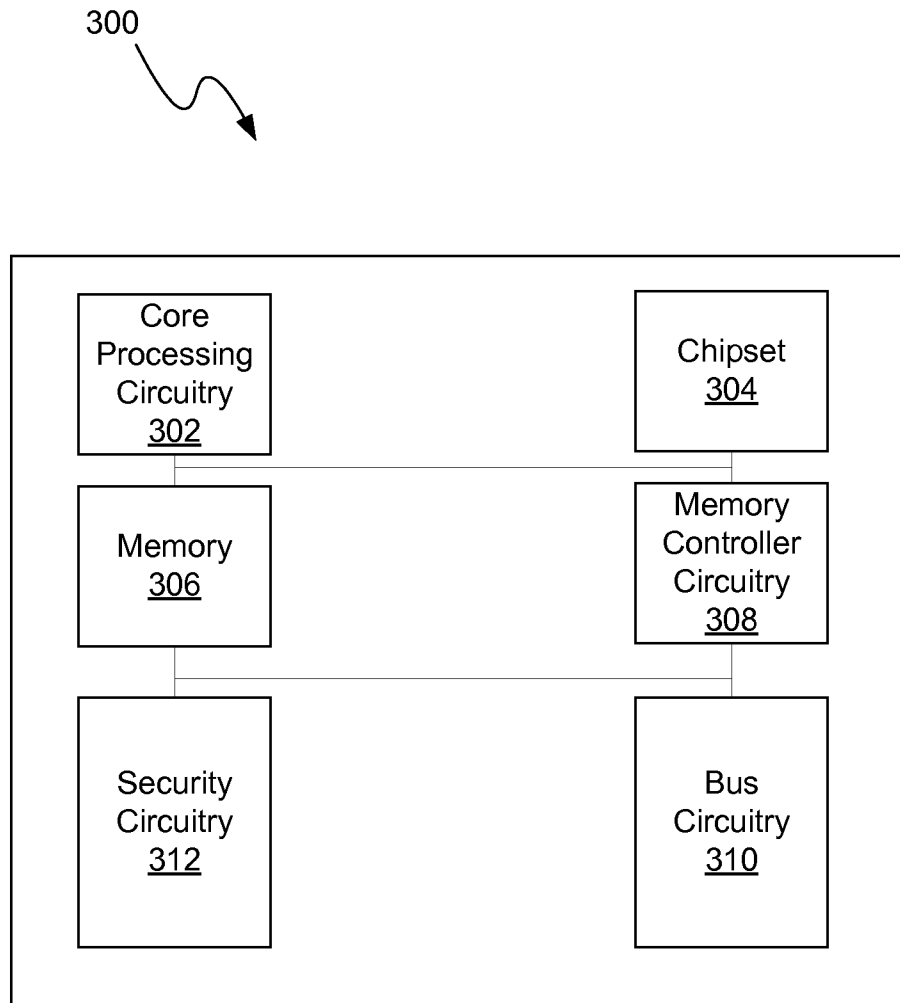 300
Core
Processing
Circuitry
302
Chipset
304
Memory
306
Memory
Controller
Circuitry
308
Security
Circuitry
312
Bus
Circuitry
310